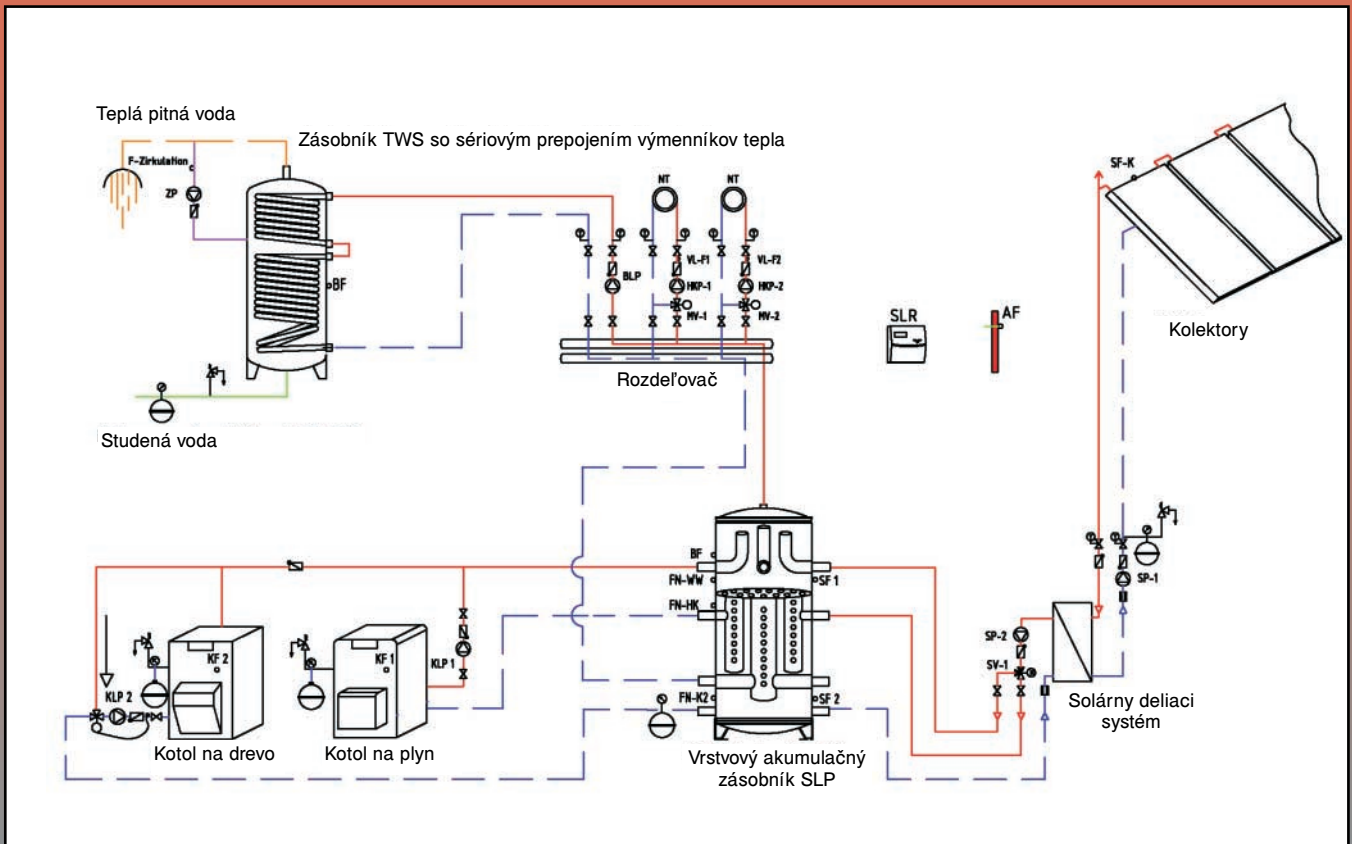 Teplá pitná voda
Zásobník TWS so sériovým prepojením výmenníkov tepla
F-Zirkulation
ZP
BF
Studená voda
NT
NT
BLP
VL-F1
VL-F2
HKP-1
HKP-2
MV-1
MV-2
Rozdeľovač
SLR
AF
SF-K
Kolektory
BF
FN-WW
FN-HK
FN-K2
SF 1
SF 2
KF 2
KLP 2
Kotol na drevo
KF 1
KLP 1
Kotol na plyn
Vrstvový akumulačný
zásobník SLP
SP-1
SP-2
SV-1
Solárny deliaci
systém